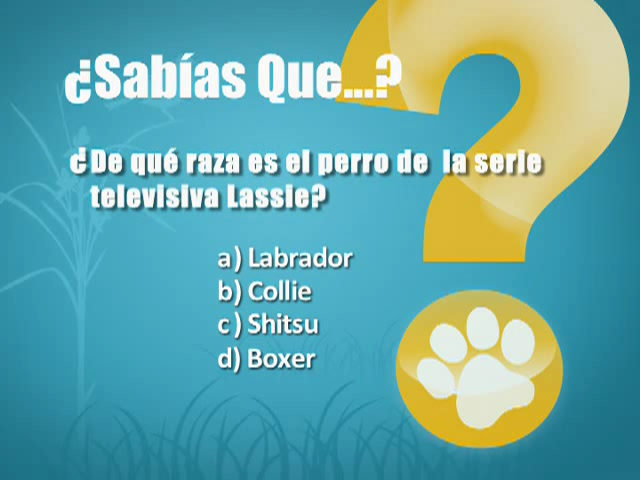 ¿Sabías Que...?
¿De qué raza es el perro de la serie
televisiva Lassie?
a) Labrador
b) Collie
c) Shitsu
d) Boxer